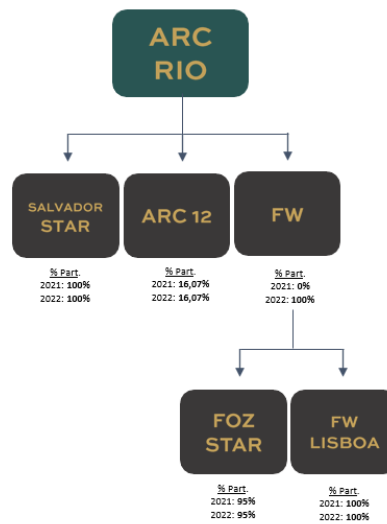 ARC
RIO
SALVADOR
STAR
ARC 12
FW
% Part.
2021: 100%
2022: 100%
% Part.
2021: 16,07%
2022: 16,07%
% Part.
2021: 0%
2022: 100%
FOZ
STAR
FW
LISBOA
% Part.
2021: 95%
2022: 95%
% Part.
2021: 100%
2022: 100%